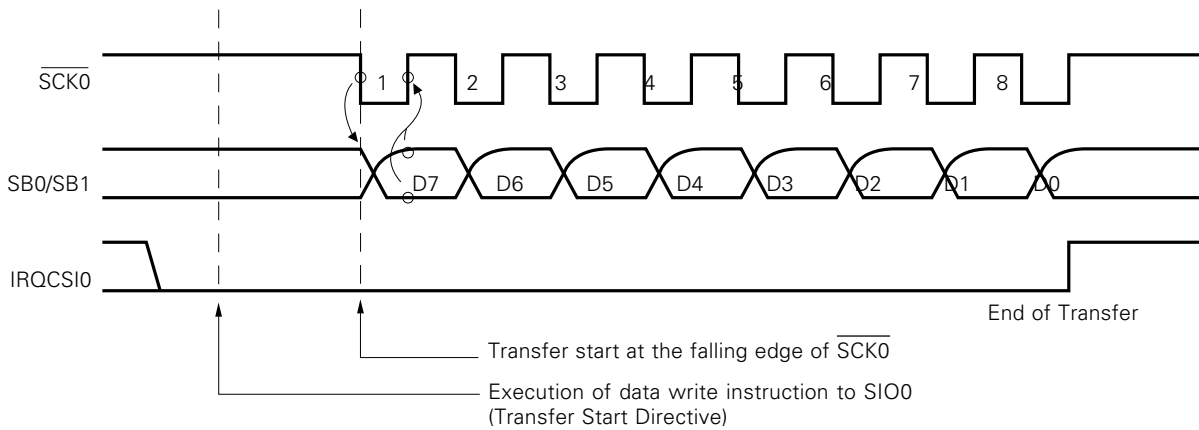 SCK0 1 2 3 4 5 6 7 8
SB0/SB1 D7 D6 D5 D4 D3 D2 D1 D0
IRQCSI0
End of Transfer
Transfer start at the falling edge of SCK0
Execution of data write instruction to SIO0
(Transfer Start Directive)